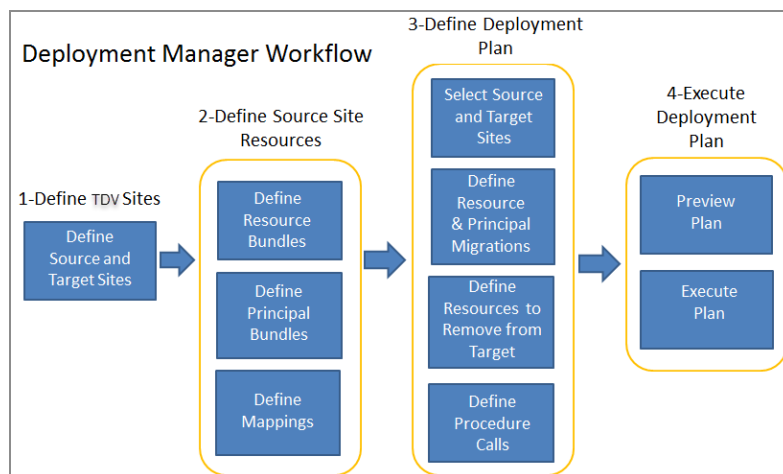 Deployment Manager Workflow
1-Define TDV Sites
Define
Source and
Target Sites
2-Define Source Site
Resources
Define
Resource
Bundles
Define
Principal
Bundles
Define
Mappings
3-Define Deployment
Plan
Select Source
and Target
Sites
Define
Resource
& Principal
Migrations
Define
Resources to
Remove from
Target
Define
Procedure
Calls
4-Execute
Deployment
Plan
Preview
Plan
Execute
Plan